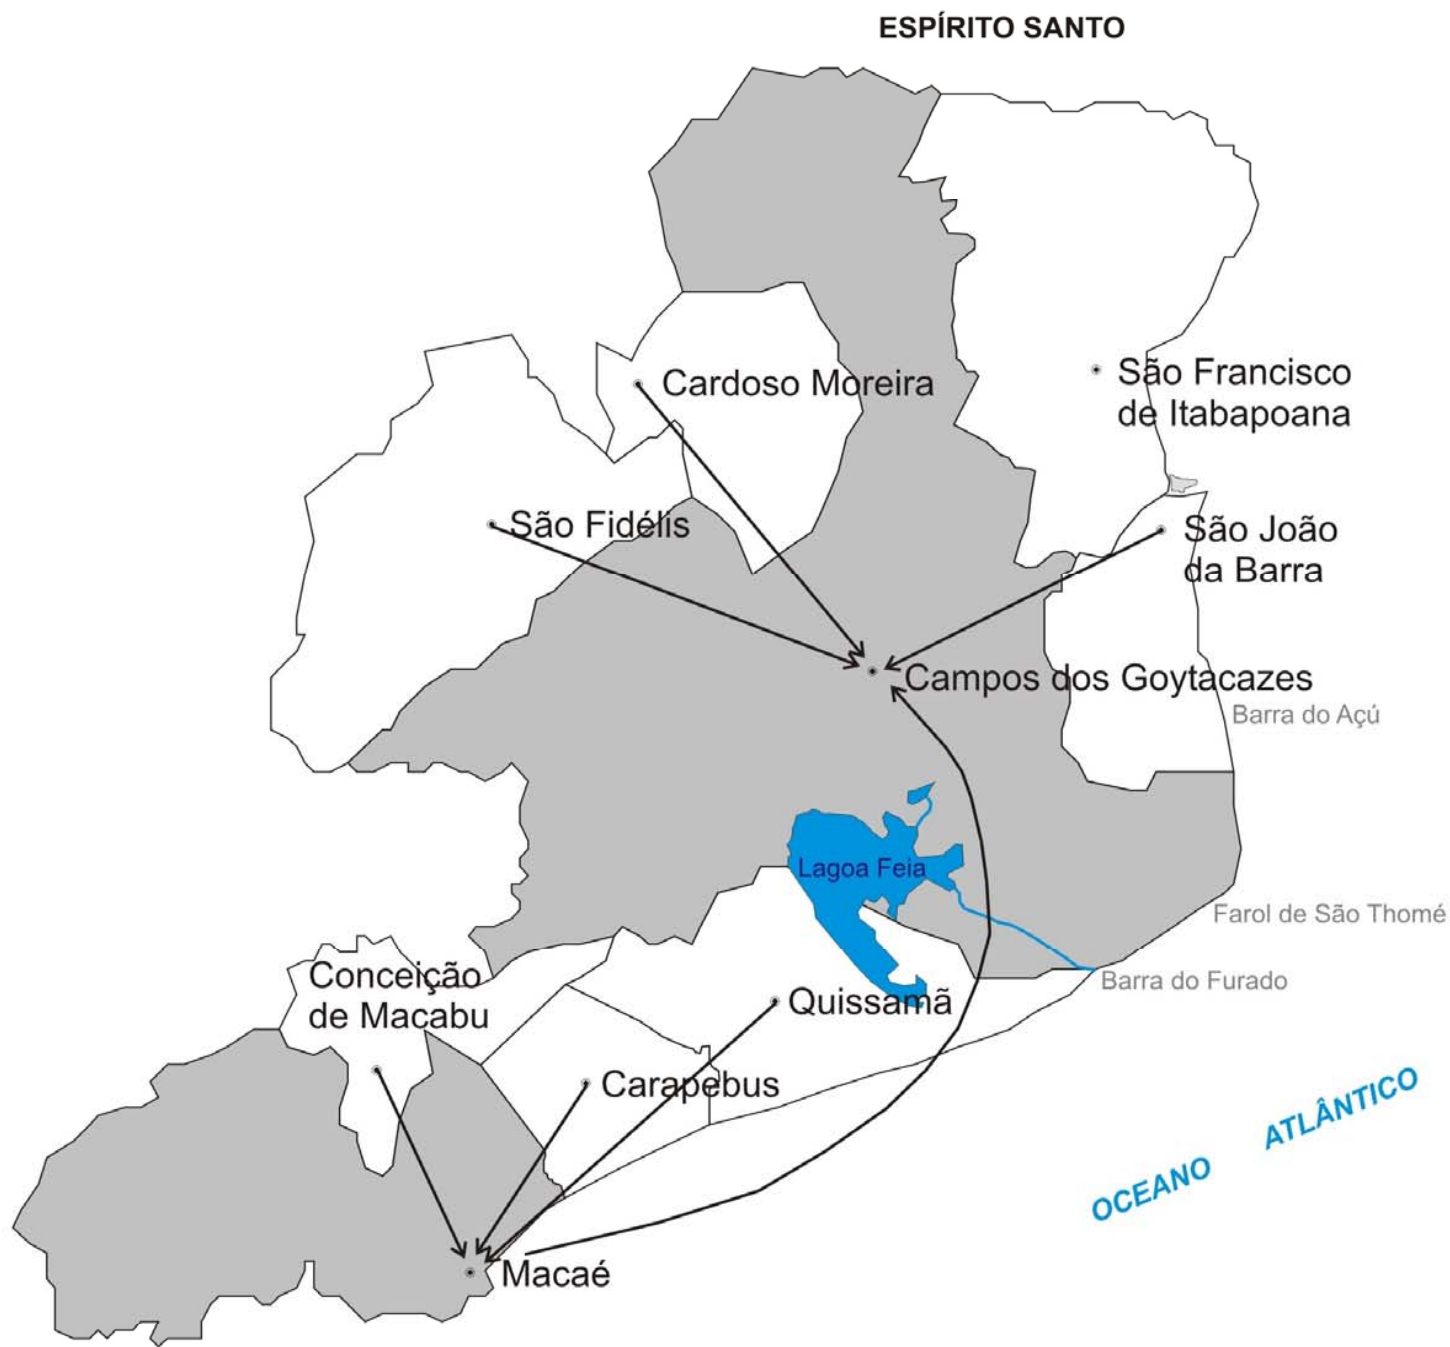 ESPÍRITO SANTO
Cardoso Moreira
São Francisco
de Itabapoana
São Fidélis
São João
da Barra
Campos dos Goytacazes
Barra do Açú
Lagoa Feia
Farol de São Thomé
Conceição
de Macabu
Barra do Furado
Quissamã
Carapebus
OCEANO ATLÂNTICO
Macaé